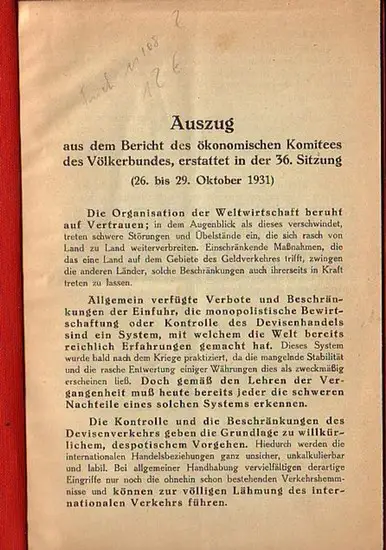 12 €
Auszug
aus dem Bericht des ökonomischen Komitees
des Völkerbundes, erstattet in der 36. Sitzung
(26. bis 29. Oktober 1931)
Die Organisation der Weltwirtschaft beruht
auf Vertrauen; in dem Augenblick als dieses verschwindet,
treten schwere Störungen und Übelstände ein, die sich rasch von
Land zu Land weiterverbreiten. Einschränkende Maßnahmen, die
das eine Land auf dem Gebiete des Geldverkehres trifft, zwingen
die anderen Länder, solche Beschränkungen auch ihrerseits in Kraft
treten zu lassen.
Allgemein verfügte Verbote und Beschrän-
kungen der Einfuhr, die monopolistische Bewirt-
schaftung oder Kontrolle des Devisenhandels
sind ein System, mit welchem die Welt bereits
reichlich Erfahrungen gemacht hat. Dieses System
wurde bald nach dem Kriege praktiziert, da die mangelnde Stabilität
und die rasche Entwertung einiger Währungen dies als zweckmäßig
erscheinen ließ. Doch gemäß den Lehren der Ver-
gangenheit muß heute bereits jeder die schweren
Nachteile eines solchen Systems erkennen.
Die Kontrolle und die Beschränkungen des
Devisenverkehrs geben die Grundlage zu willkür-
lichem, despotischem Vorgehen. Hiedurch werden die
internationalen Handelsbeziehungen ganz unsicher, unkalkulierbar
und labil. Bei allgemeiner Handhabung vervielfältigen derartige
Eingriffe nur noch die ohnehin schon bestehenden Verkehrshem-
mnisse und können zur völligen Lähmung des inter-
nationalen Verkehrs führen.